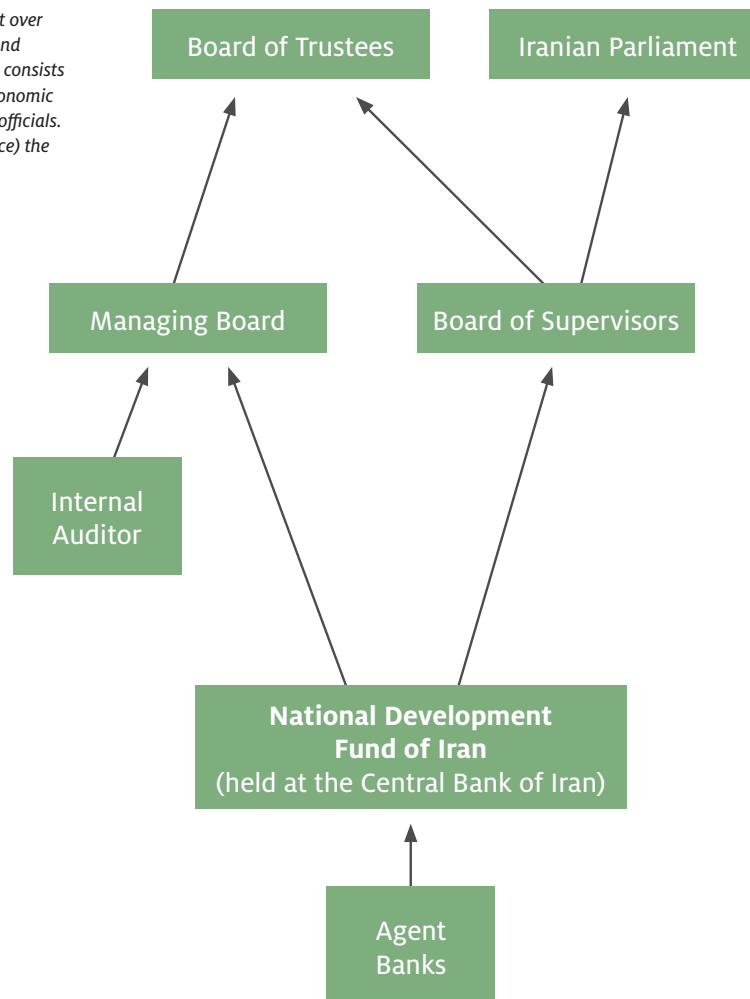 t over
nd
consists
onomic
officials.
ce) the
Board of Trustees
Iranian Parliament
Managing Board
Board of Supervisors
Internal
Auditor
National Development
Fund of Iran
(held at the Central Bank of Iran)
Agent
Banks